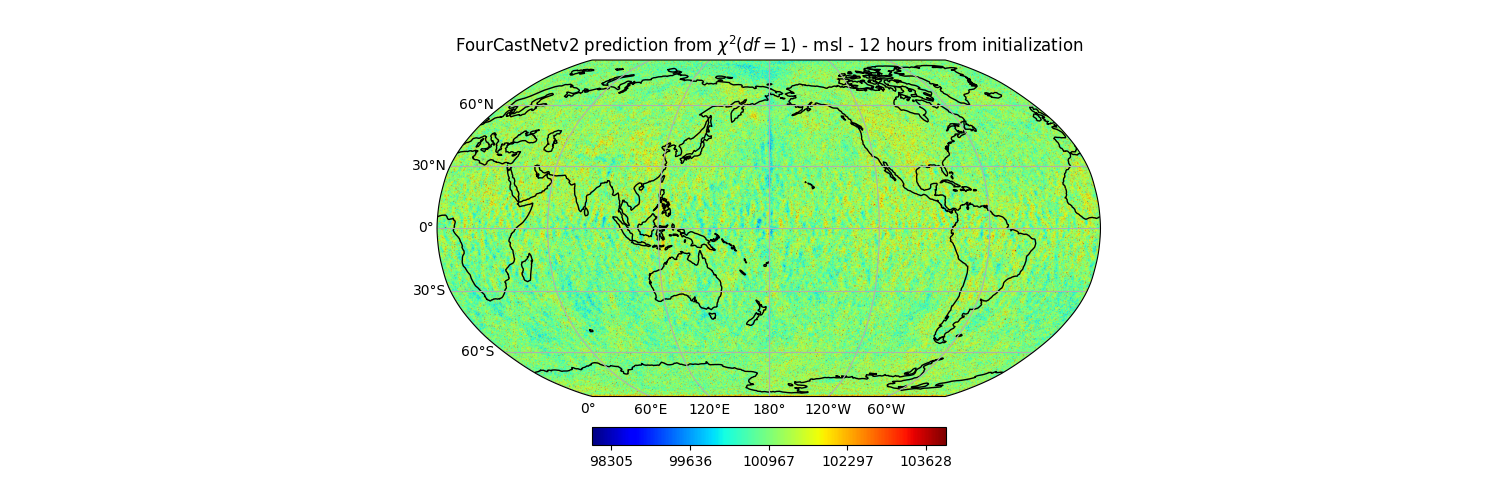 FourCastNetv2 prediction from χ²(df = 1) - msl - 12 hours from initialization
60°N
30°N
0°
30°S
60°S
0° 60°E 120°E 180° 120°W 60°W
98305 99636 100967 102297 103628